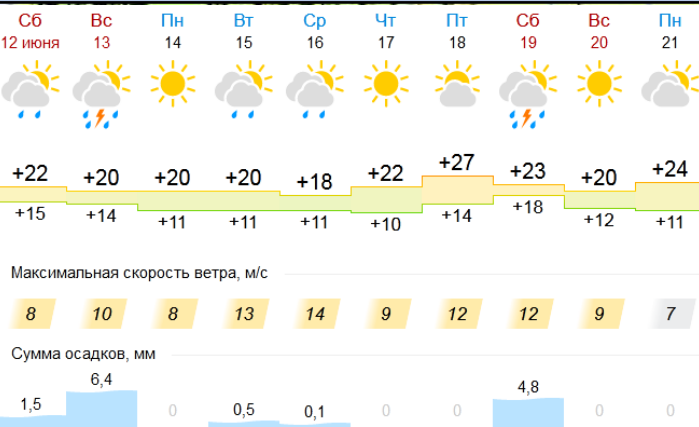 Сб Вс Пн Вт Ср Чт Пт Сб Вс Пн
12 июня 13 14 15 16 17 18 19 20 21
+22 +20 +20 +20 +18 +22 +27 +23 +20 +24
+15 +14 +11 +11 +11 +10 +14 +18 +12 +11
Максимальная скорость ветра, м/с
8 10 8 13 14 9 12 12 9 7
Сумма осадков, мм
1,5 6,4 0 0,5 0,1 0 0 4,8 0 0